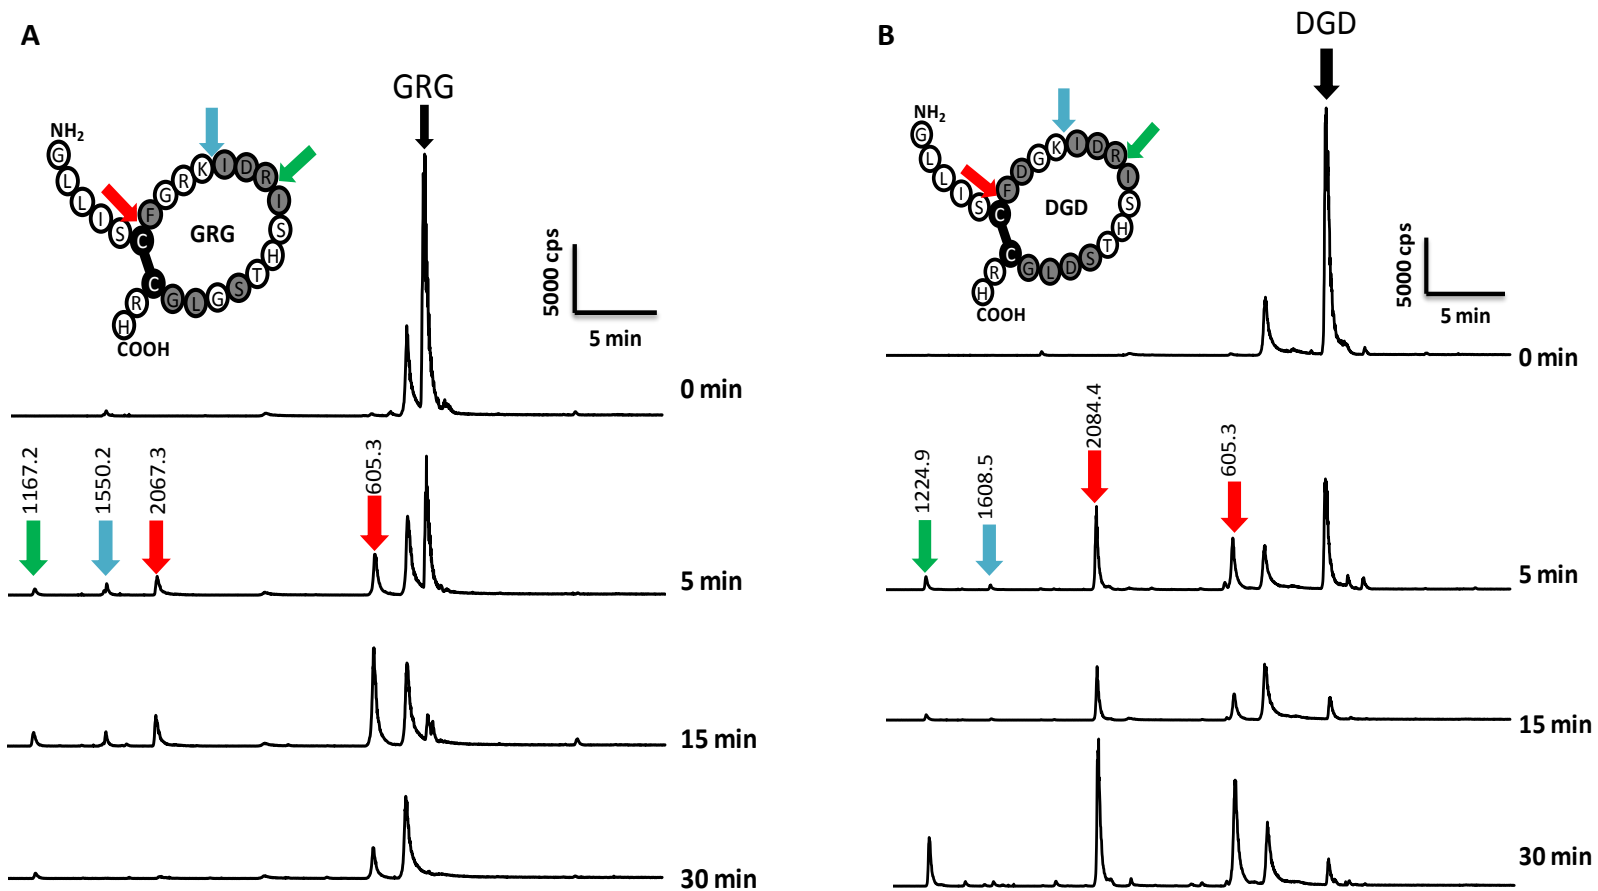 A
GRG
NH2
G
L
L
I
S
C
F
G
R
K
I
D
R
I
S
H
T
S
G
L
G
C
R
H
COOH
GRG
5000 cps
5 min
0 min
1167.2
1550.2
2067.3
605.3
5 min
15 min
30 min
B
DGD
NH2
G
L
L
I
S
C
F
D
G
K
I
D
R
I
S
H
T
S
D
L
G
C
R
H
COOH
DGD
5000 cps
5 min
0 min
1224.9
1608.5
2084.4
605.3
5 min
15 min
30 min